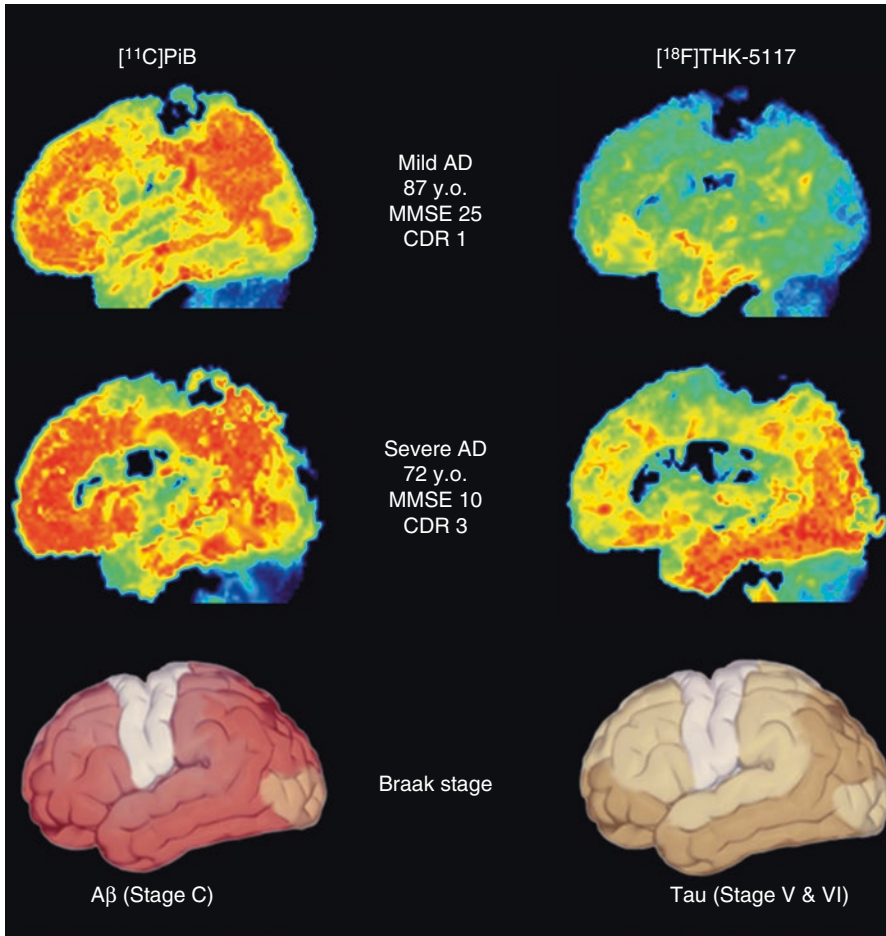 [¹¹C]PiB
[¹⁸F]THK-5117
Mild AD
87 y.o.
MMSE 25
CDR 1
Severe AD
72 y.o.
MMSE 10
CDR 3
Braak stage
Aβ (Stage C)
Tau (Stage V & VI)